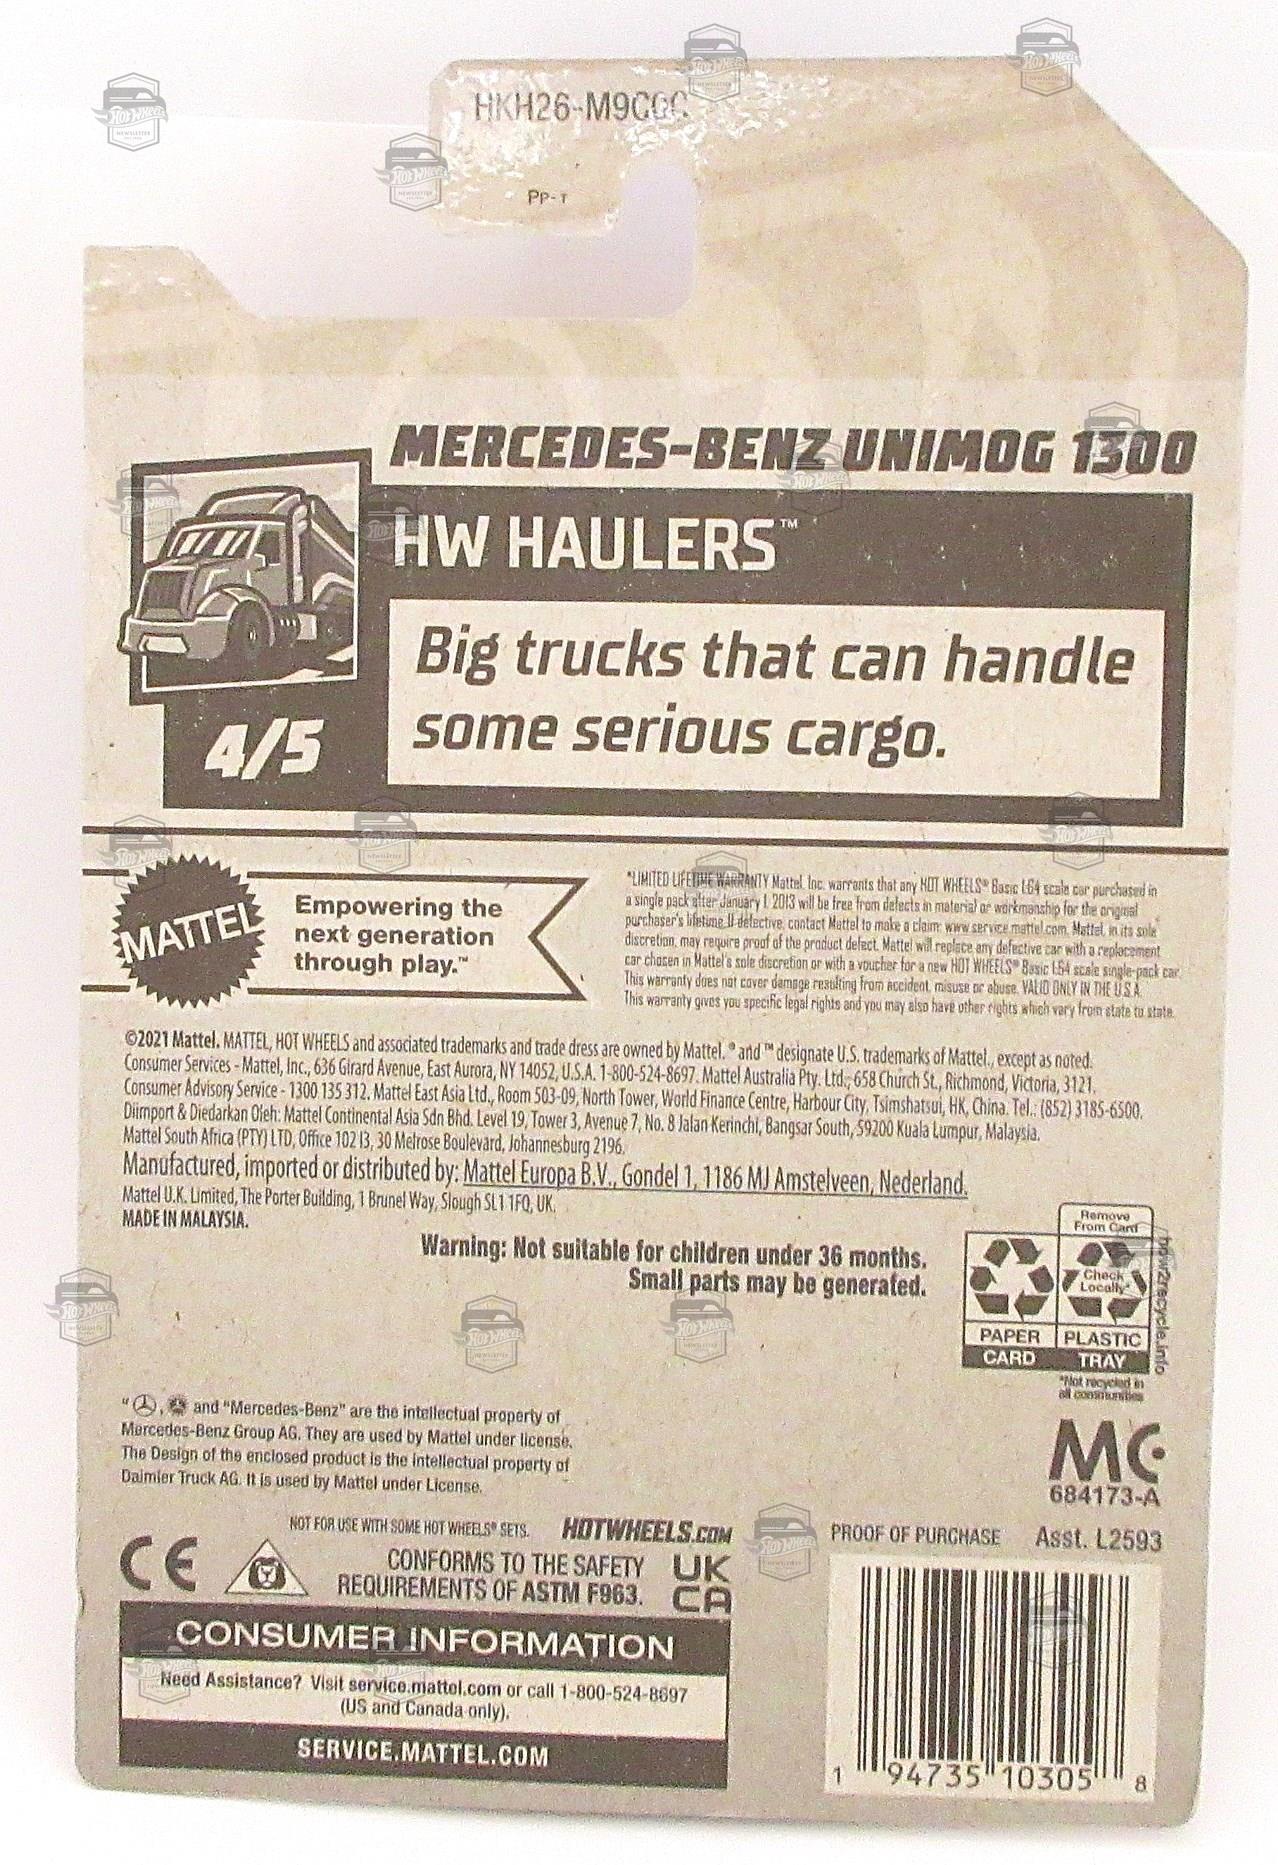 HKH26-M9C0C
PP-T
MERCEDES-BENZ UNIMOG 1300
HW HAULERS™
Big trucks that can handle
some serious cargo.
4/5
MATTEL
Empowering the
next generation
through play.™
*LIMITED LIFETIME WARRANTY Mattel, Inc. warrants that any HOT WHEELS® Basic 1:64 scale car purchased in
a single pack after January 1, 2013 will be free from defects in material or workmanship for the original
purchaser's lifetime. If defective, contact Mattel to make a claim: www.service.mattel.com. Mattel, in its sole
discretion, may require proof of the product defect. Mattel will replace any defective car with a replacement
car chosen in Mattel's sole discretion or with a voucher for a new HOT WHEELS® Basic 1:64 scale single-pack car.
This warranty does not cover damage resulting from accident, misuse or abuse. VALID ONLY IN THE U.S.A.
This warranty gives you specific legal rights and you may also have other rights which vary from state to state.
©2021 Mattel. MATTEL, HOT WHEELS and associated trademarks and trade dress are owned by Mattel. ® and ™ designate U.S. trademarks of Mattel., except as noted.
Consumer Services - Mattel, Inc., 636 Girard Avenue, East Aurora, NY 14052, U.S.A. 1-800-524-8697. Mattel Australia Pty. Ltd., 658 Church St., Richmond, Victoria, 3121.
Consumer Advisory Service - 1300 135 312. Mattel East Asia Ltd., Room 503-09, North Tower, World Finance Centre, Harbour City, Tsimshatsui, HK, China. Tel.: (852) 3185-6500.
Diimport & Diedarkan Oleh: Mattel Continental Asia Sdn Bhd. Level 19, Tower 3, Avenue 7, No. 8 Jalan Kerinchi, Bangsar South, 59200 Kuala Lumpur, Malaysia.
Mattel South Africa (PTY) LTD, Office 102 I3, 30 Melrose Boulevard, Johannesburg 2196.
Manufactured, imported or distributed by: Mattel Europa B.V., Gondel 1, 1186 MJ Amstelveen, Nederland.
Mattel U.K. Limited, The Porter Building, 1 Brunel Way, Slough SL1 1FQ, UK.
MADE IN MALAYSIA.
Warning: Not suitable for children under 36 months.
Small parts may be generated.
Remove
From Card
Check
Locally*
PAPER
PLASTIC
CARD
TRAY
how2recycle.info
*Not recycled in
all communities
" , and "Mercedes-Benz" are the intellectual property of
Mercedes-Benz Group AG. They are used by Mattel under license.
The Design of the enclosed product is the intellectual property of
Daimler Truck AG. It is used by Mattel under License.
MC
684173-A
NOT FOR USE WITH SOME HOT WHEELS® SETS.
HOTWHEELS.COM
PROOF OF PURCHASE
Asst. L2593
CE
CONFORMS TO THE SAFETY
REQUIREMENTS OF ASTM F963.
UK
CA
CONSUMER INFORMATION
Need Assistance? Visit service.mattel.com or call 1-800-524-8697
(US and Canada only).
SERVICE.MATTEL.COM
1 94735 10305 8